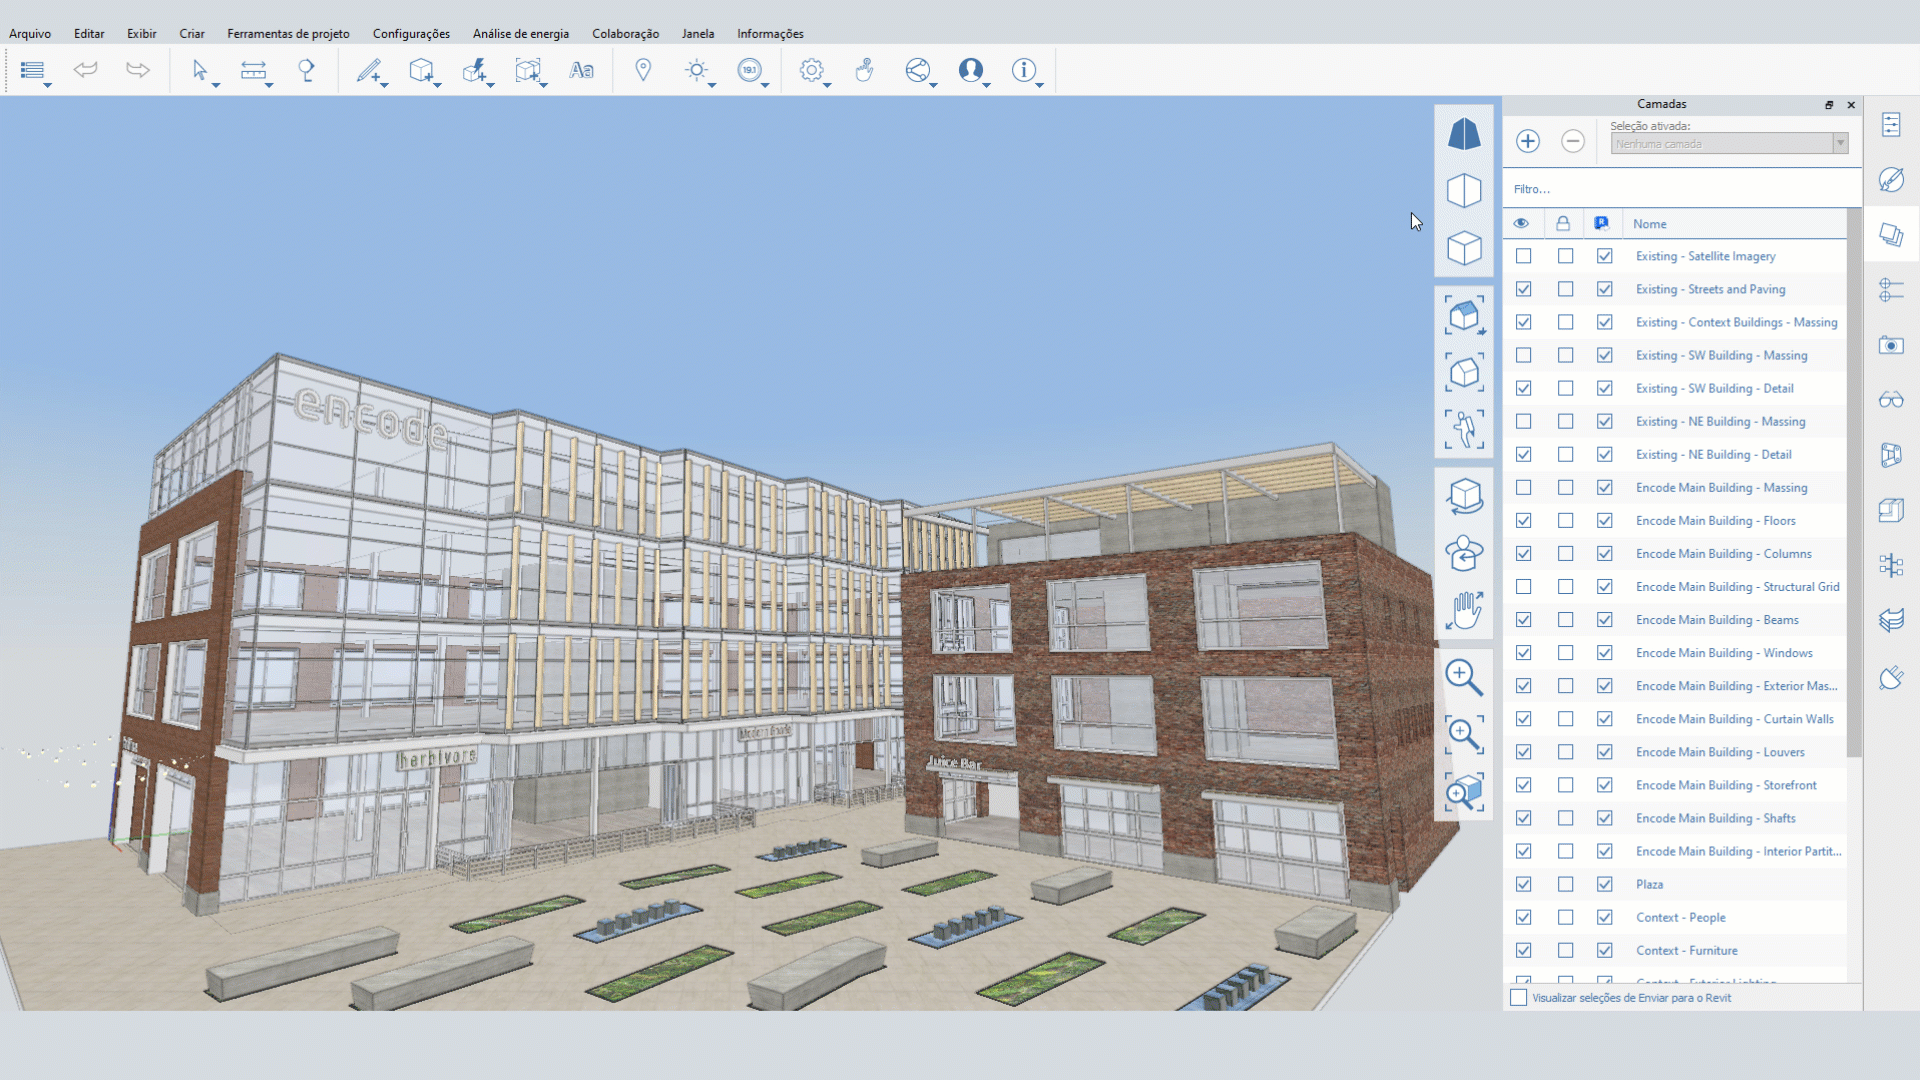 Arquivo Editar Exibir Criar Ferramentas de projeto Configurações Análise de energia Colaboração Janela Informações
Aa
19.1
Camadas
Seleção ativada:
Nenhuma camada
Filtro...
Nome
Existing - Satellite Imagery
Existing - Streets and Paving
Existing - Context Buildings - Massing
Existing - SW Building - Massing
Existing - SW Building - Detail
Existing - NE Building - Massing
Existing - NE Building - Detail
Encode Main Building - Massing
Encode Main Building - Floors
Encode Main Building - Columns
Encode Main Building - Structural Grid
Encode Main Building - Beams
Encode Main Building - Windows
Encode Main Building - Exterior Mas...
Encode Main Building - Curtain Walls
Encode Main Building - Louvers
Encode Main Building - Storefront
Encode Main Building - Shafts
Encode Main Building - Interior Partit...
Plaza
Context - People
Context - Furniture
Context - Exterior Lighting
Visualizar seleções de Enviar para o Revit
encode
herbivore
Juice Bar